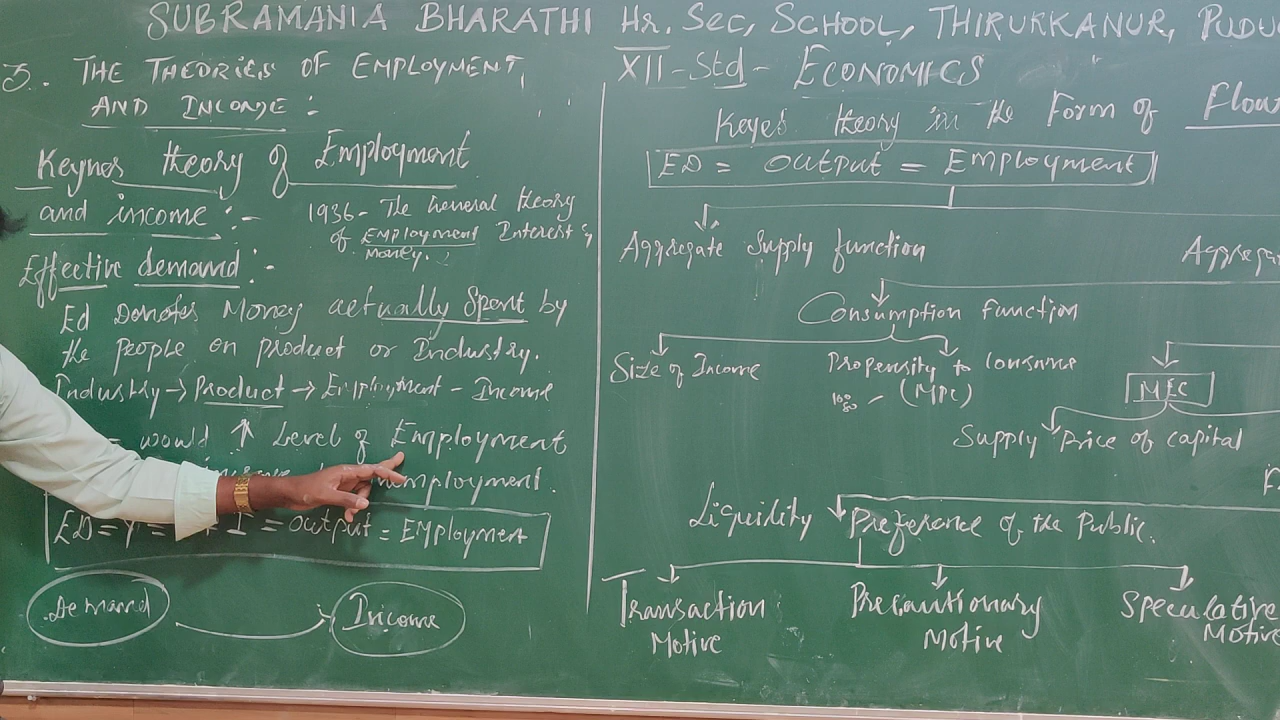 SUBRAMANIA BHARATHI Hr. Sec, SCHOOL, THIRUKKANUR, PUDU
5. THE THEORIES OF EMPLOYMENT,
AND INCOME :
Keynes theory of Employment
and income :-
1936 - The General theory
of EMPLOYMENT Interest &
money.
Effective demand :-
Ed Denotes Money actually Spent by
the people on product or Industry.
Industry → Product → Employment - Income
= would ↑ Level of Employment
unemployment.
ED = Y = I = output = Employment
Demand
Income
XII - Std - ECONOMICS
Keyes theory in the Form of Flow
ED = OUTPUT = Employment
Aggregate Supply function
Aggrega
Consumption function
Size of Income
Propensity to Consume
(MPC)
MEC
Supply Price of capital
Liquidity Preference of the Public.
Transaction Motive
Precautionary Motive
Speculative Motive